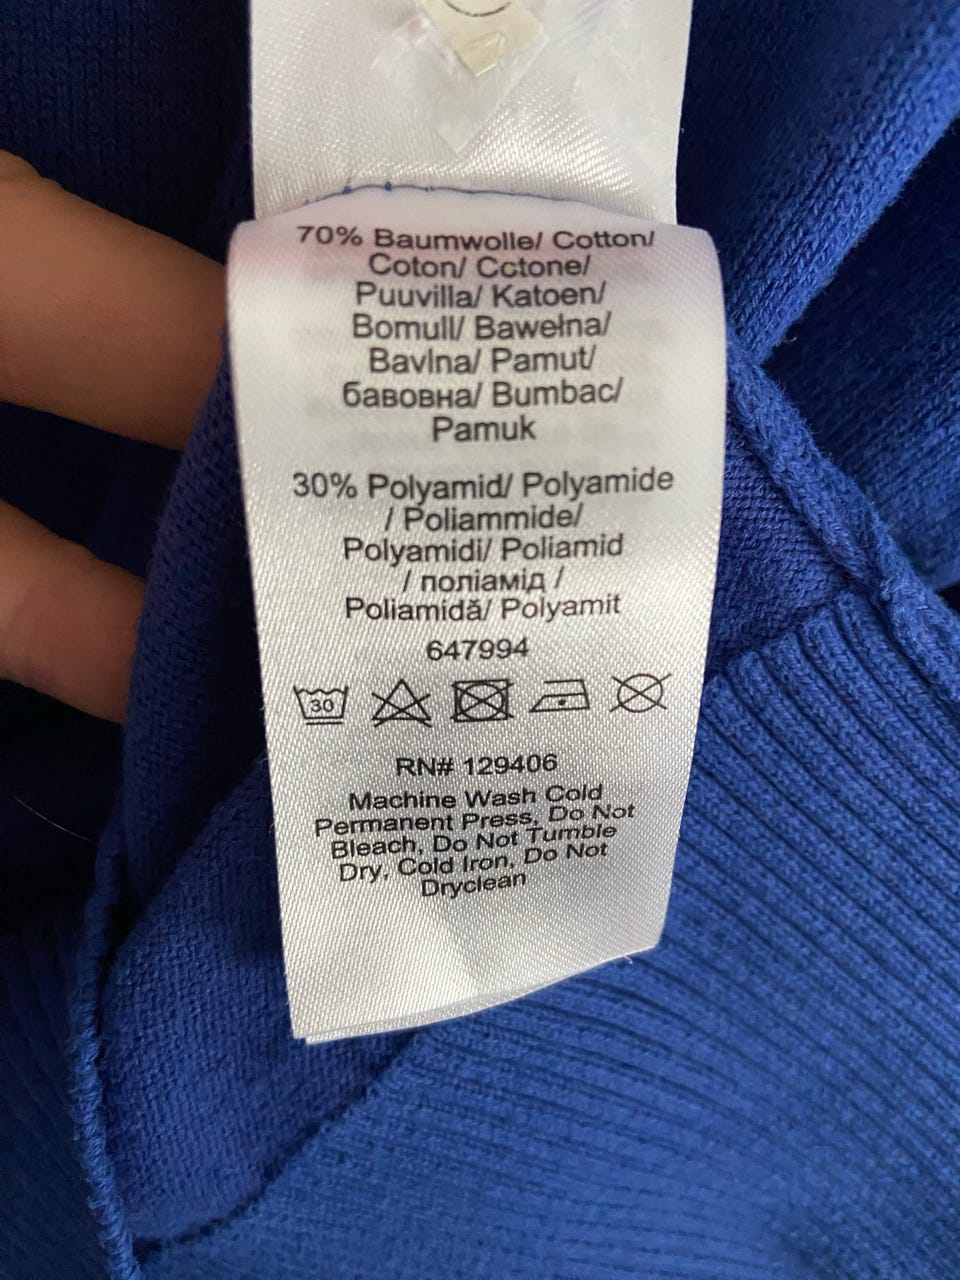 70% Baumwolle/ Cotton/
Coton/ Cctone/
Puuvilla/ Katoen/
Bomull/ Bawełna/
Bavlna/ Pamut/
бавовна/ Bumbac/
Pamuk
30% Polyamid/ Polyamide
/ Poliammide/
Polyamidi/ Poliamid
/ поліамід /
Poliamidă/ Polyamit
647994
30
RN# 129406
Machine Wash Cold
Permanent Press, Do Not
Bleach, Do Not Tumble
Dry, Cold Iron, Do Not
Dryclean